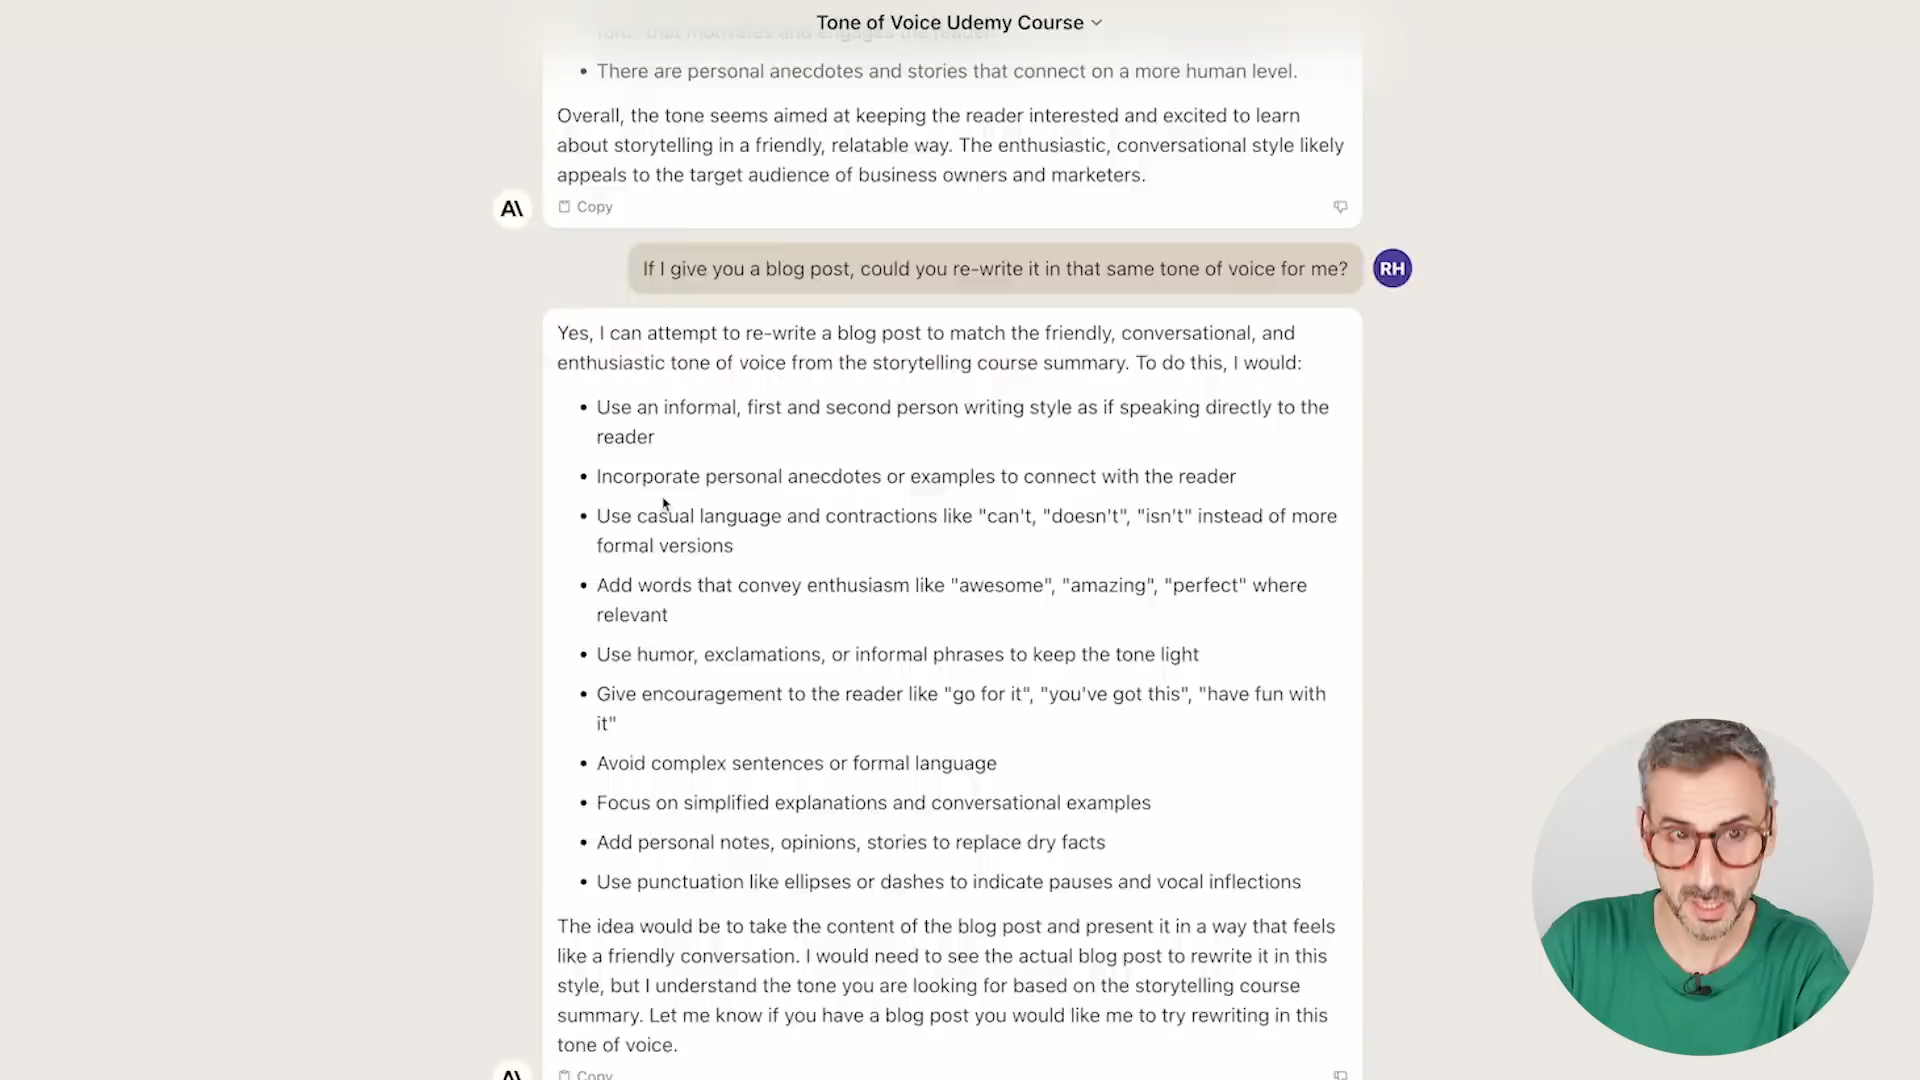 Tone of Voice Udemy Course
fun," that motivates and engages the reader.
• There are personal anecdotes and stories that connect on a more human level.
Overall, the tone seems aimed at keeping the reader interested and excited to learn
about storytelling in a friendly, relatable way. The enthusiastic, conversational style likely
appeals to the target audience of business owners and marketers.
A\
Copy
If I give you a blog post, could you re-write it in that same tone of voice for me?
RH
Yes, I can attempt to re-write a blog post to match the friendly, conversational, and
enthusiastic tone of voice from the storytelling course summary. To do this, I would:
• Use an informal, first and second person writing style as if speaking directly to the
reader
• Incorporate personal anecdotes or examples to connect with the reader
• Use casual language and contractions like "can't, "doesn't", "isn't" instead of more
formal versions
• Add words that convey enthusiasm like "awesome", "amazing", "perfect" where
relevant
• Use humor, exclamations, or informal phrases to keep the tone light
• Give encouragement to the reader like "go for it", "you've got this", "have fun with
it"
• Avoid complex sentences or formal language
• Focus on simplified explanations and conversational examples
• Add personal notes, opinions, stories to replace dry facts
• Use punctuation like ellipses or dashes to indicate pauses and vocal inflections
The idea would be to take the content of the blog post and present it in a way that feels
like a friendly conversation. I would need to see the actual blog post to rewrite it in this
style, but I understand the tone you are looking for based on the storytelling course
summary. Let me know if you have a blog post you would like me to try rewriting in this
tone of voice.
A\
Copy